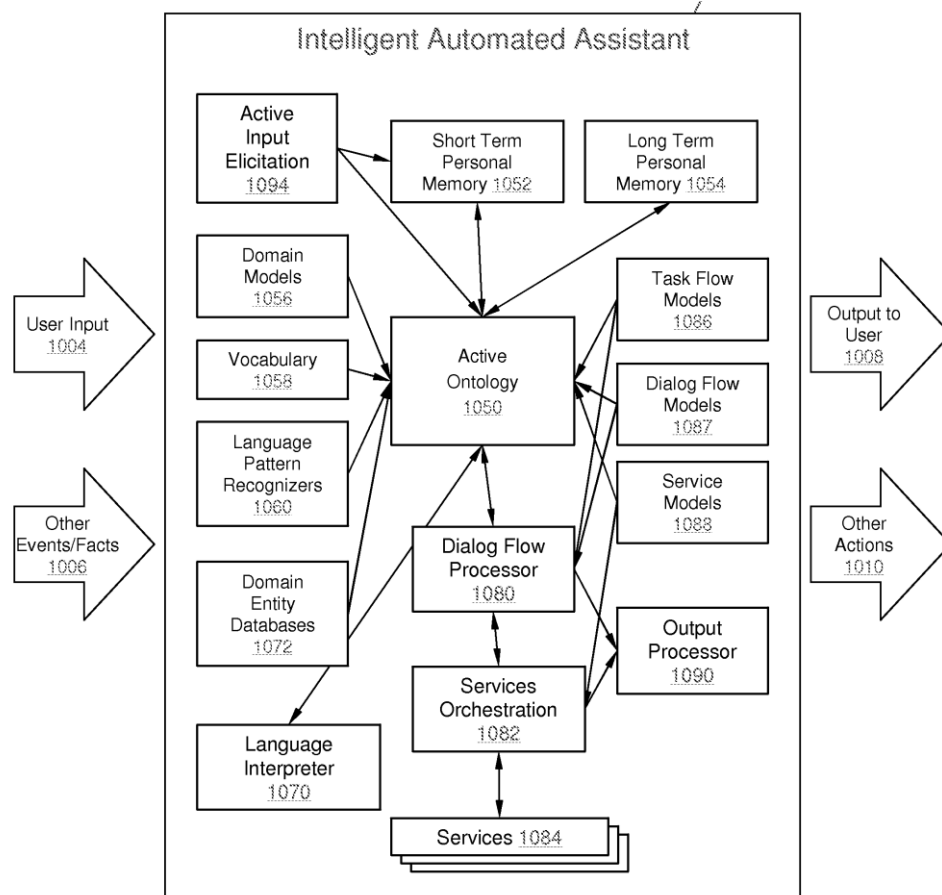 Intelligent Automated Assistant
Active
Input
Elicitation
1094
Short Term
Personal
Memory 1052
Long Term
Personal
Memory 1054
Domain
Models
1056
Task Flow
Models
1086
User Input
1004
Vocabulary
1058
Active
Ontology
1050
Output to
User
1008
Dialog Flow
Models
1087
Language
Pattern
Recognizers
1060
Service
Models
1088
Other
Events/Facts
1006
Dialog Flow
Processor
1080
Other
Actions
1010
Domain
Entity
Databases
1072
Output
Processor
1090
Services
Orchestration
1082
Language
Interpreter
1070
Services 1084